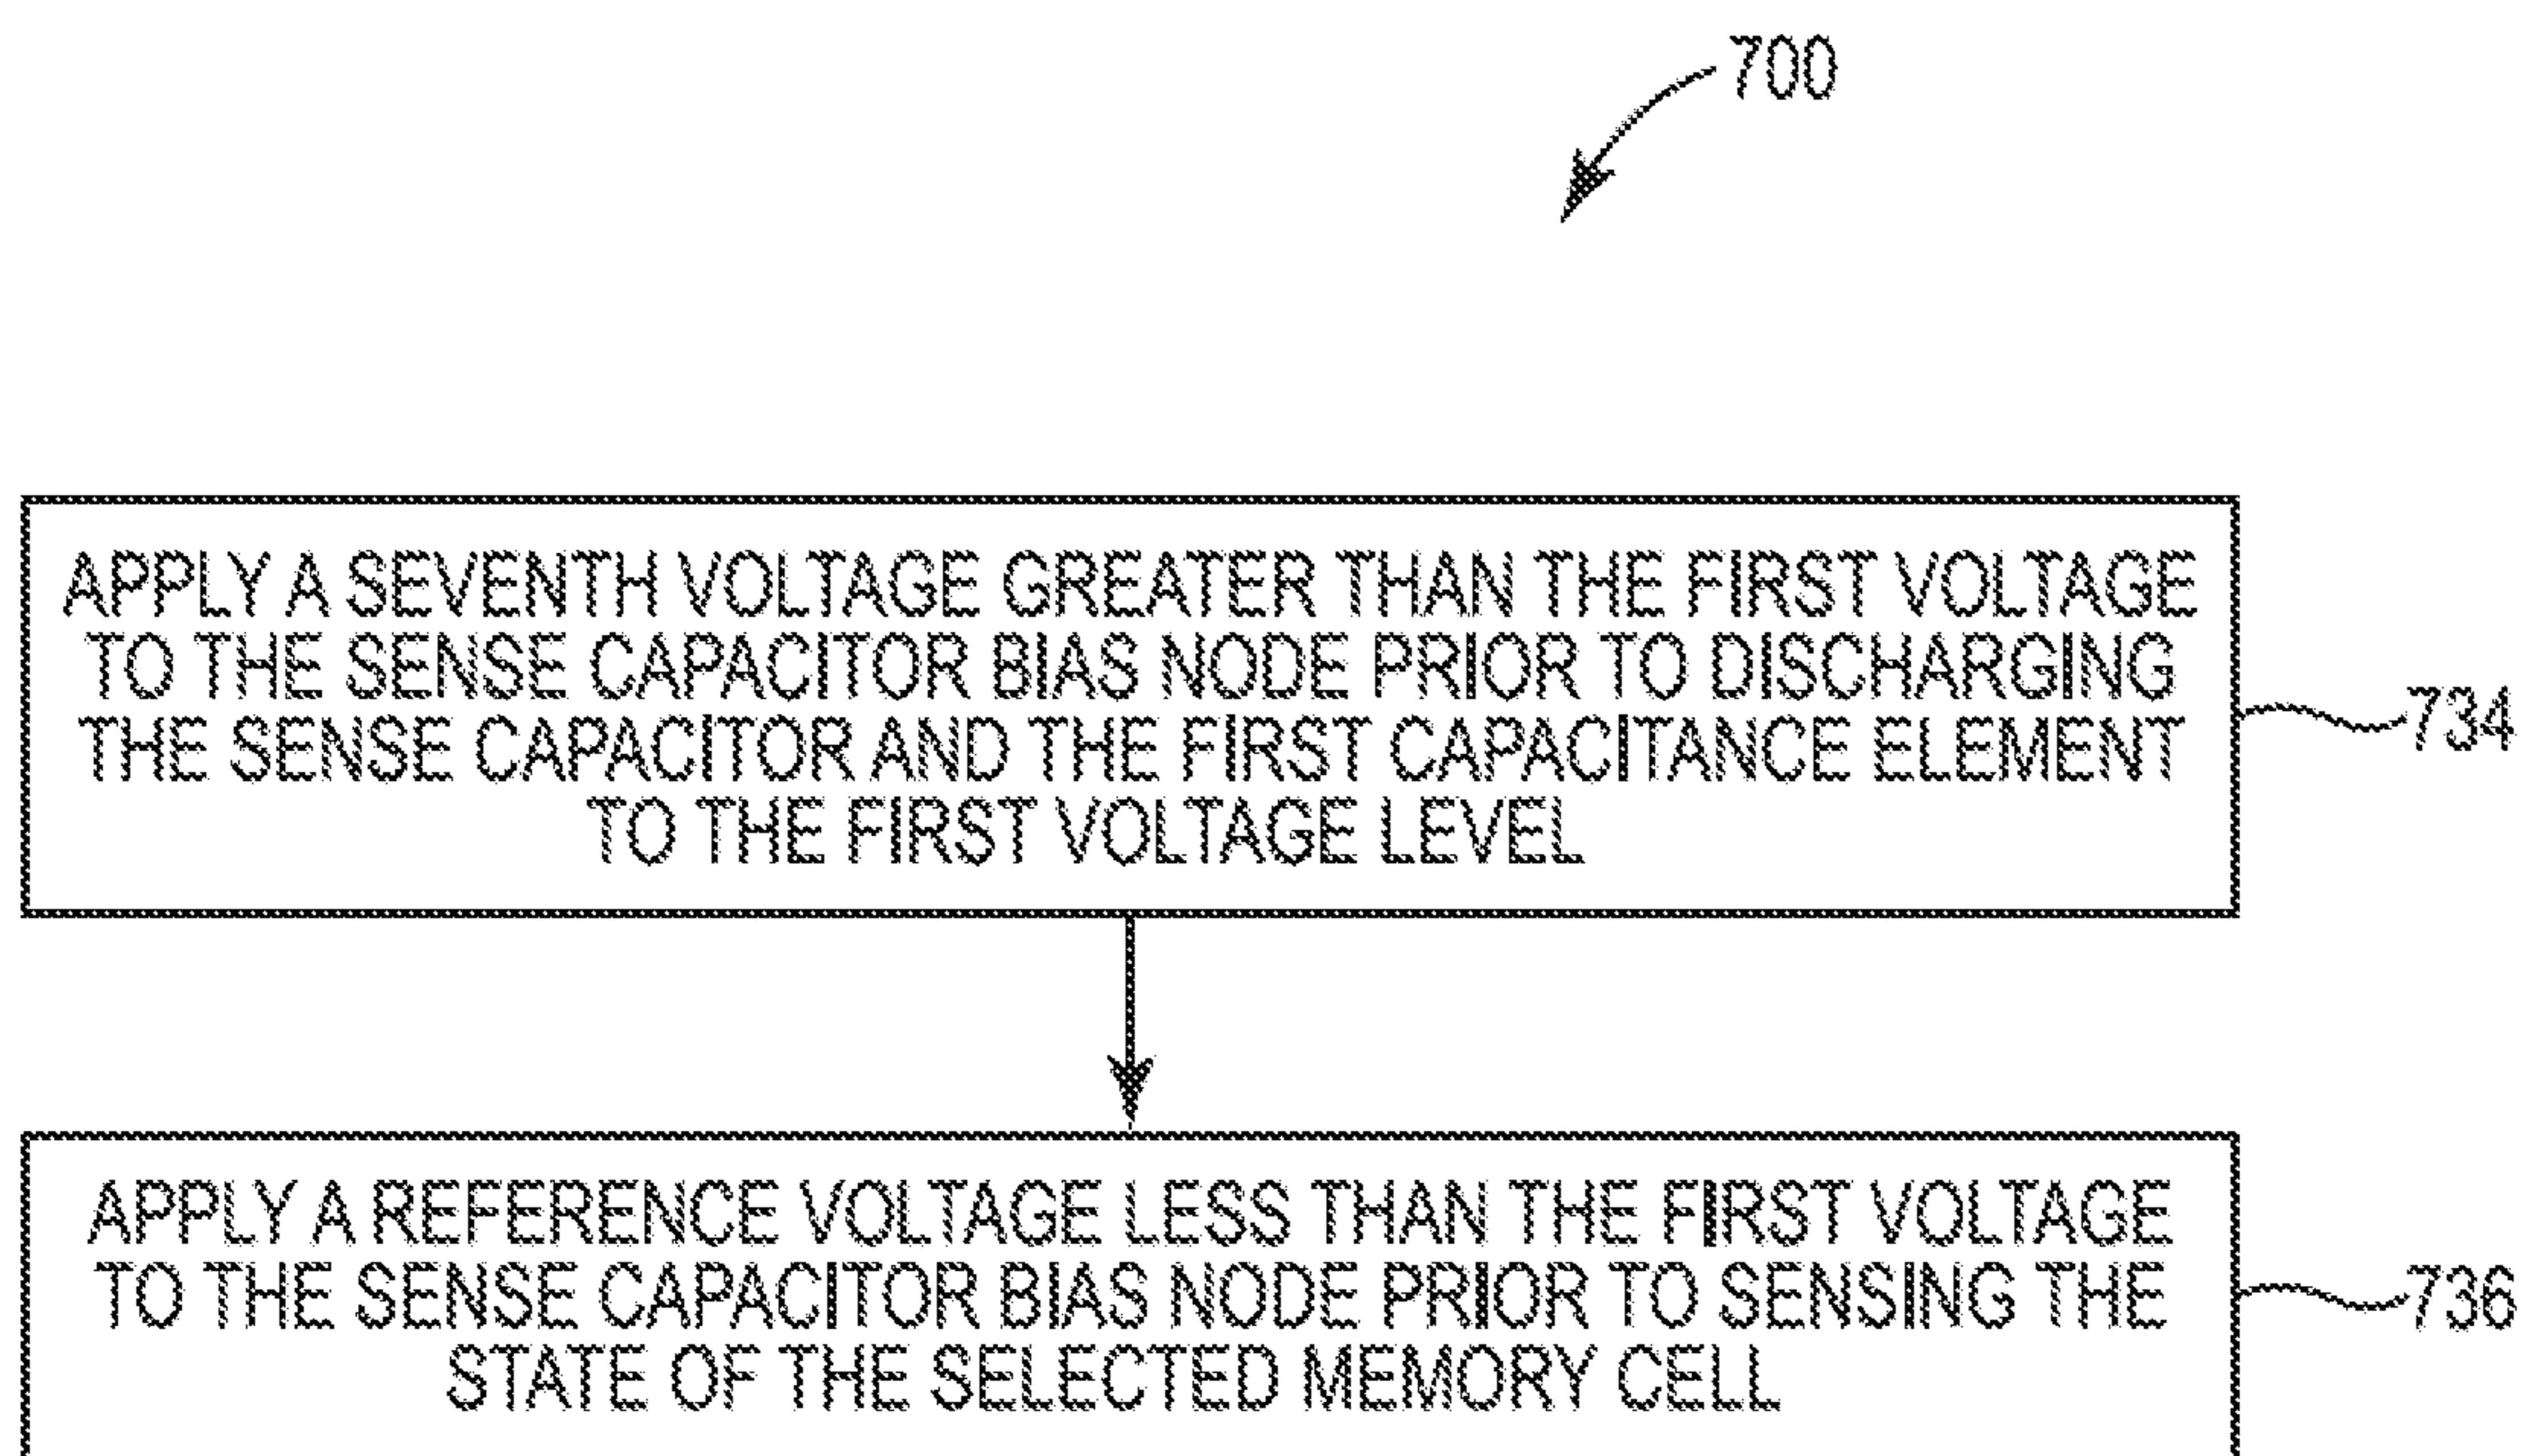 700
APPLY A SEVENTH VOLTAGE GREATER THAN THE FIRST VOLTAGE
TO THE SENSE CAPACITOR BIAS NODE PRIOR TO DISCHARGING
THE SENSE CAPACITOR AND THE FIRST CAPACITANCE ELEMENT
TO THE FIRST VOLTAGE LEVEL
734
APPLY A REFERENCE VOLTAGE LESS THAN THE FIRST VOLTAGE
TO THE SENSE CAPACITOR BIAS NODE PRIOR TO SENSING THE
STATE OF THE SELECTED MEMORY CELL
736